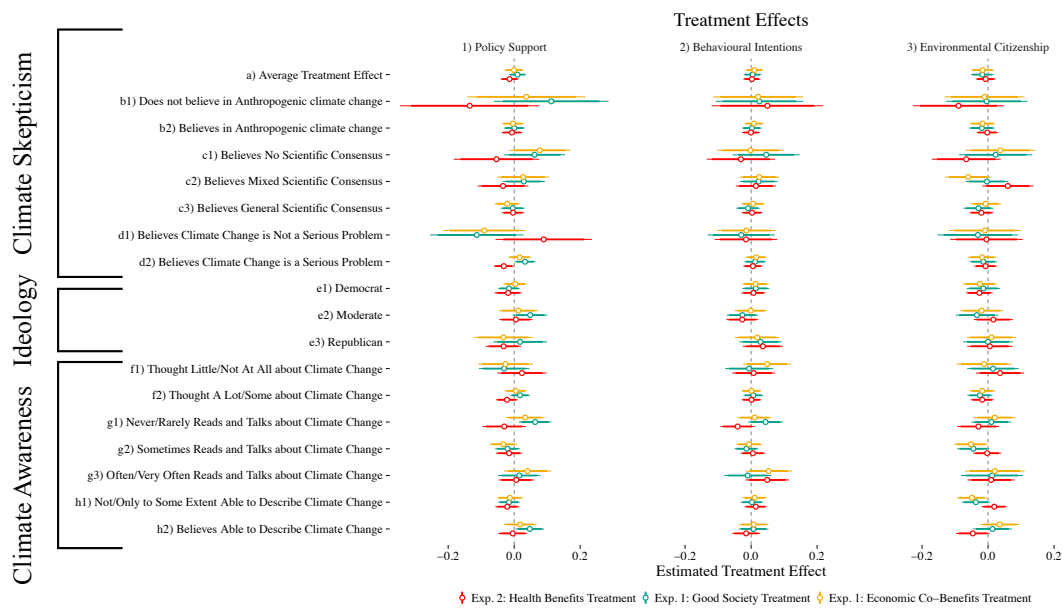 Treatment Effects
1) Policy Support
2) Behavioural Intentions
3) Environmental Citizenship
Climate Skepticism
a) Average Treatment Effect
b1) Does not believe in Anthropogenic climate change
b2) Believes in Anthropogenic climate change
c1) Believes No Scientific Consensus
c2) Believes Mixed Scientific Consensus
c3) Believes General Scientific Consensus
d1) Believes Climate Change is Not a Serious Problem
d2) Believes Climate Change is a Serious Problem
Ideology
e1) Democrat
e2) Moderate
e3) Republican
Climate Awareness
f1) Thought Little/Not At All about Climate Change
f2) Thought A Lot/Some about Climate Change
g1) Never/Rarely Reads and Talks about Climate Change
g2) Sometimes Reads and Talks about Climate Change
g3) Often/Very Often Reads and Talks about Climate Change
h1) Not/Only to Some Extent Able to Describe Climate Change
h2) Believes Able to Describe Climate Change
−0.2 0.0 0.2 −0.2 0.0 0.2 −0.2 0.0 0.2
Estimated Treatment Effect
Exp. 2: Health Benefits Treatment Exp. 1: Good Society Treatment Exp. 1: Economic Co−Benefits Treatment